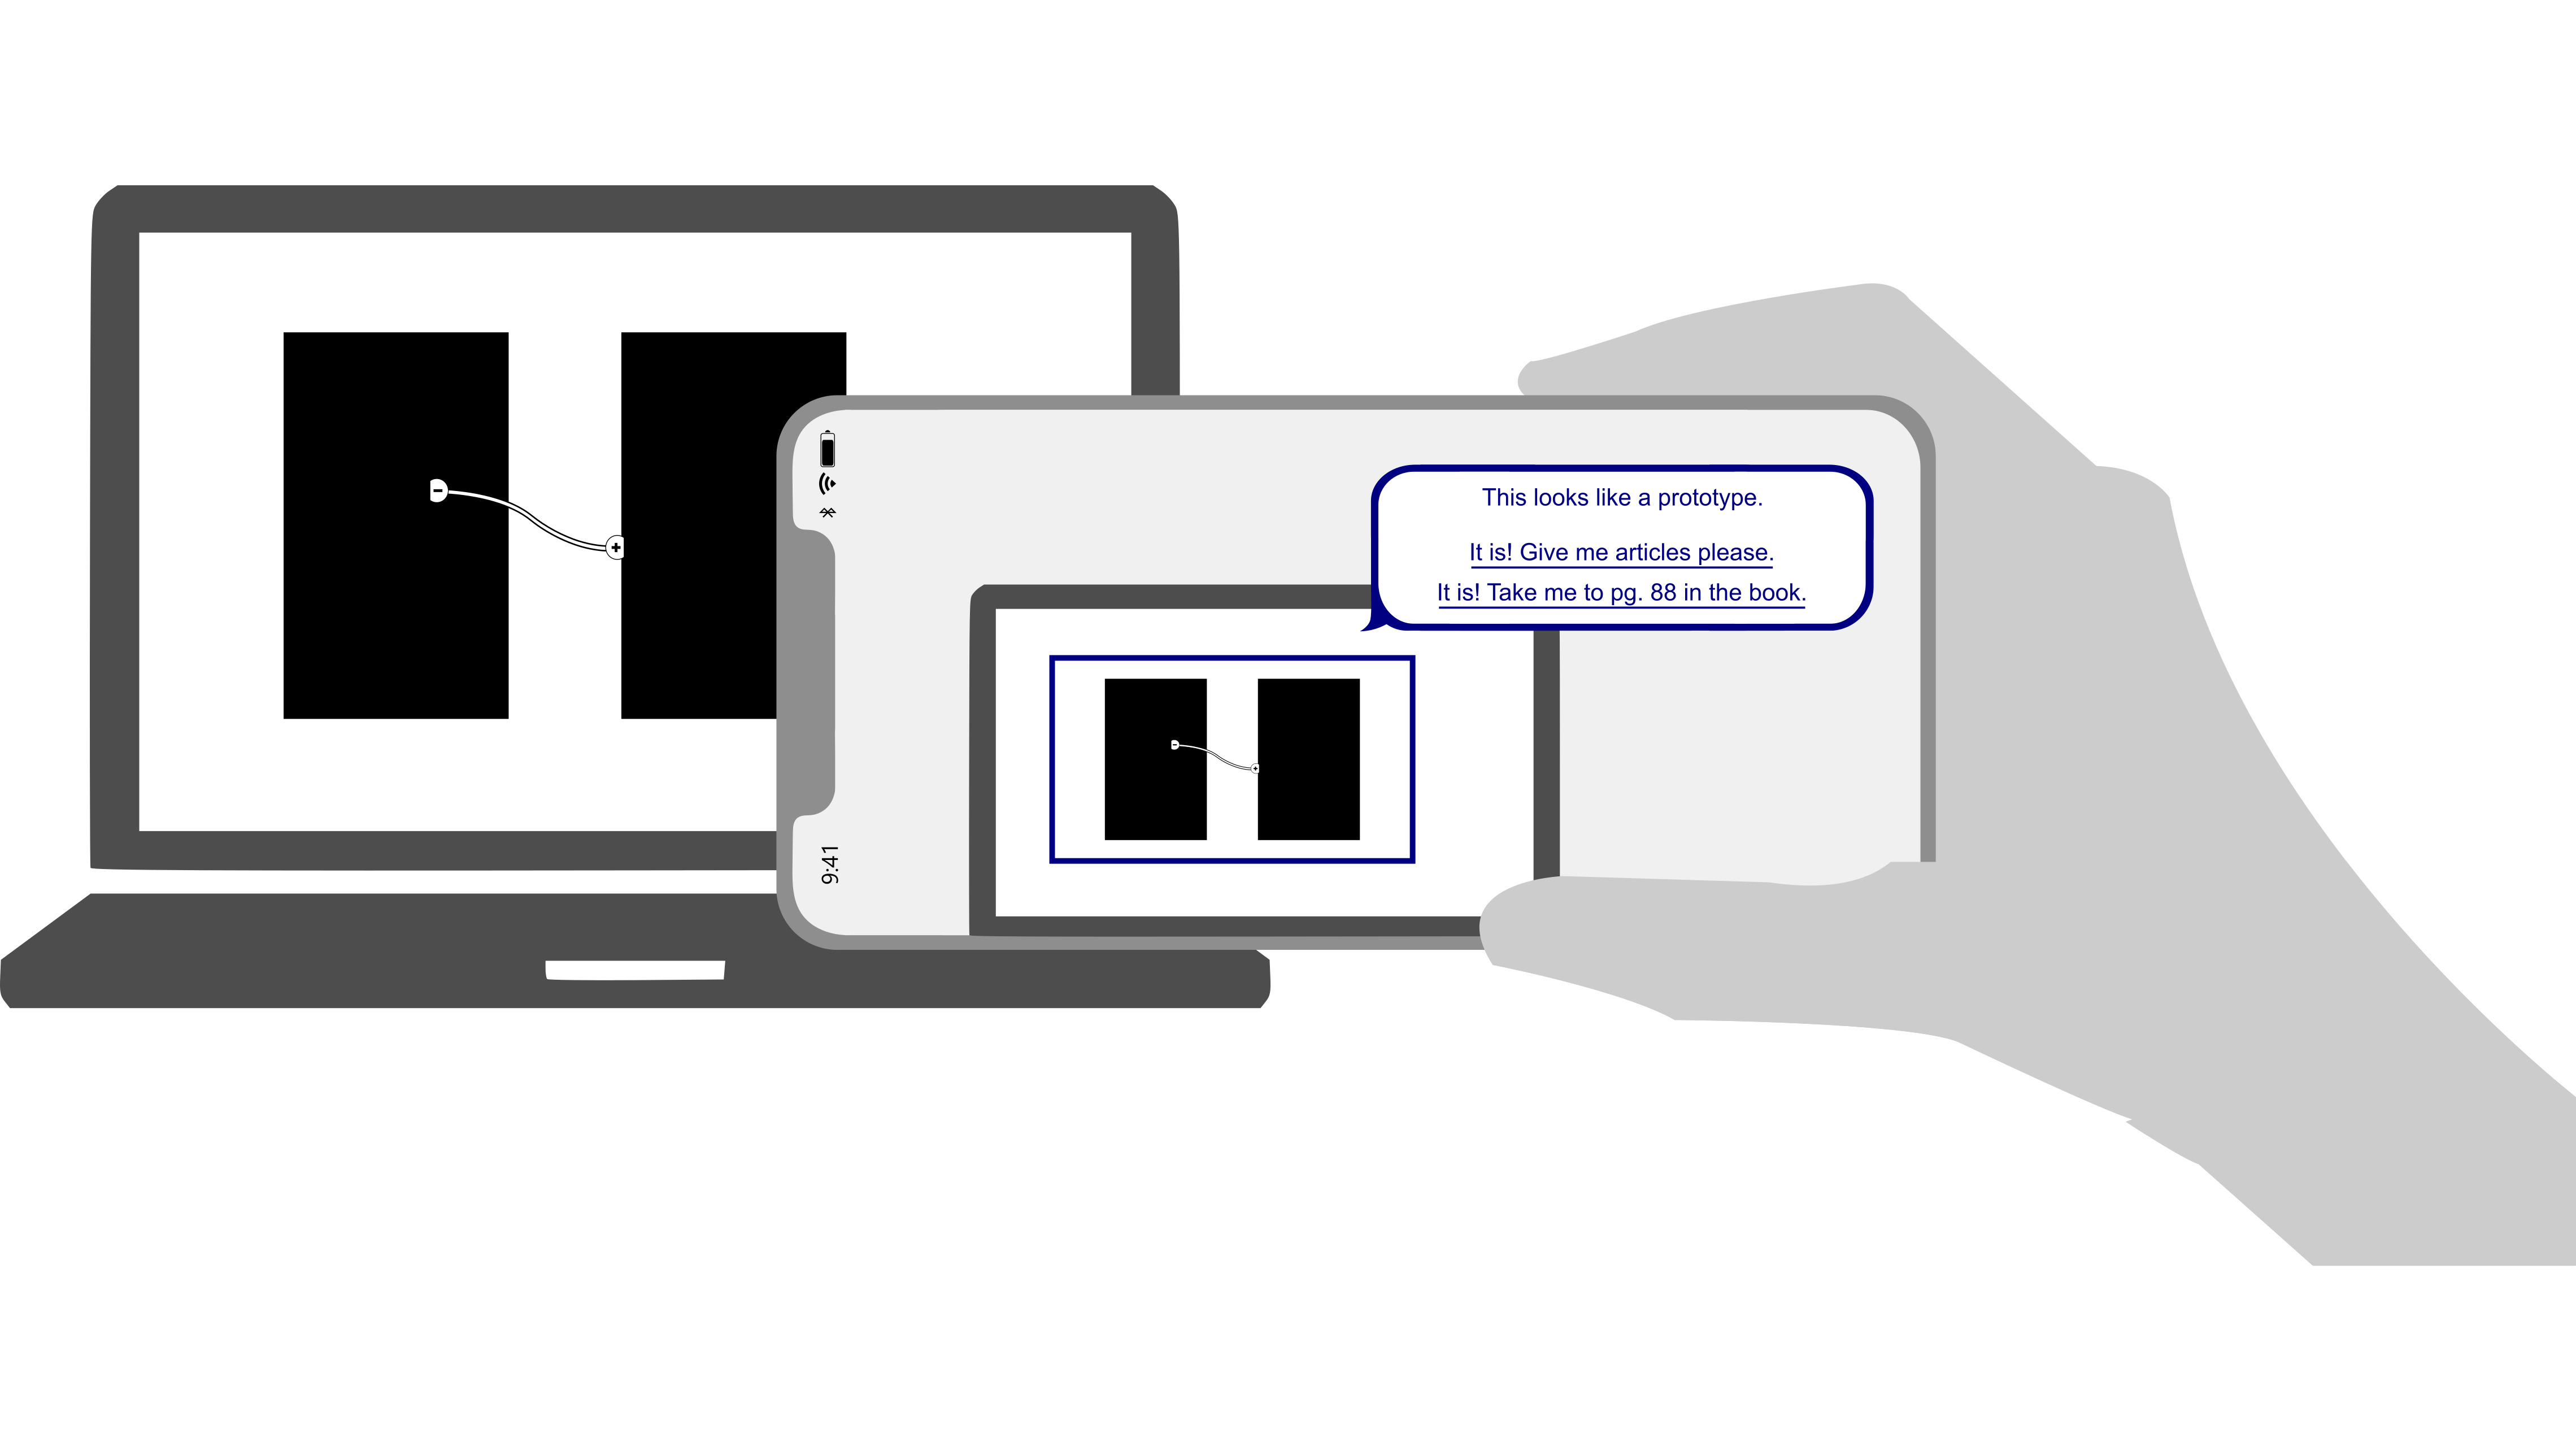 This looks like a prototype.
It is! Give me articles please.
It is! Take me to pg. 88 in the book.
9:41